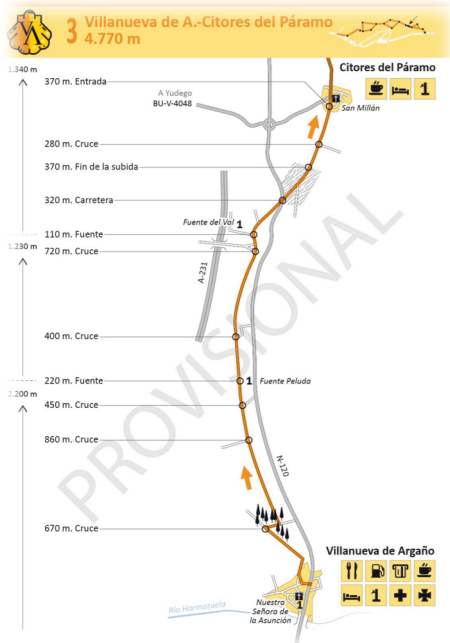 3 Villanueva de A.-Citores del Páramo
4.770 m
1.340 m
Citores del Páramo
370 m. Entrada
A Yudego
BU-V-4048
1
San Millán
280 m. Cruce
370 m. Fin de la subida
320 m. Carretera
Fuente del Val 1
110 m. Fuente
1.230 m
720 m. Cruce
A-231
PROVISIONAL
400 m. Cruce
220 m. Fuente
1 Fuente Peluda
2.200 m
450 m. Cruce
860 m. Cruce
N-120
670 m. Cruce
Villanueva de Argaño
1
1
Río Hormazuela
Nuestra
Señora de
la Asunción